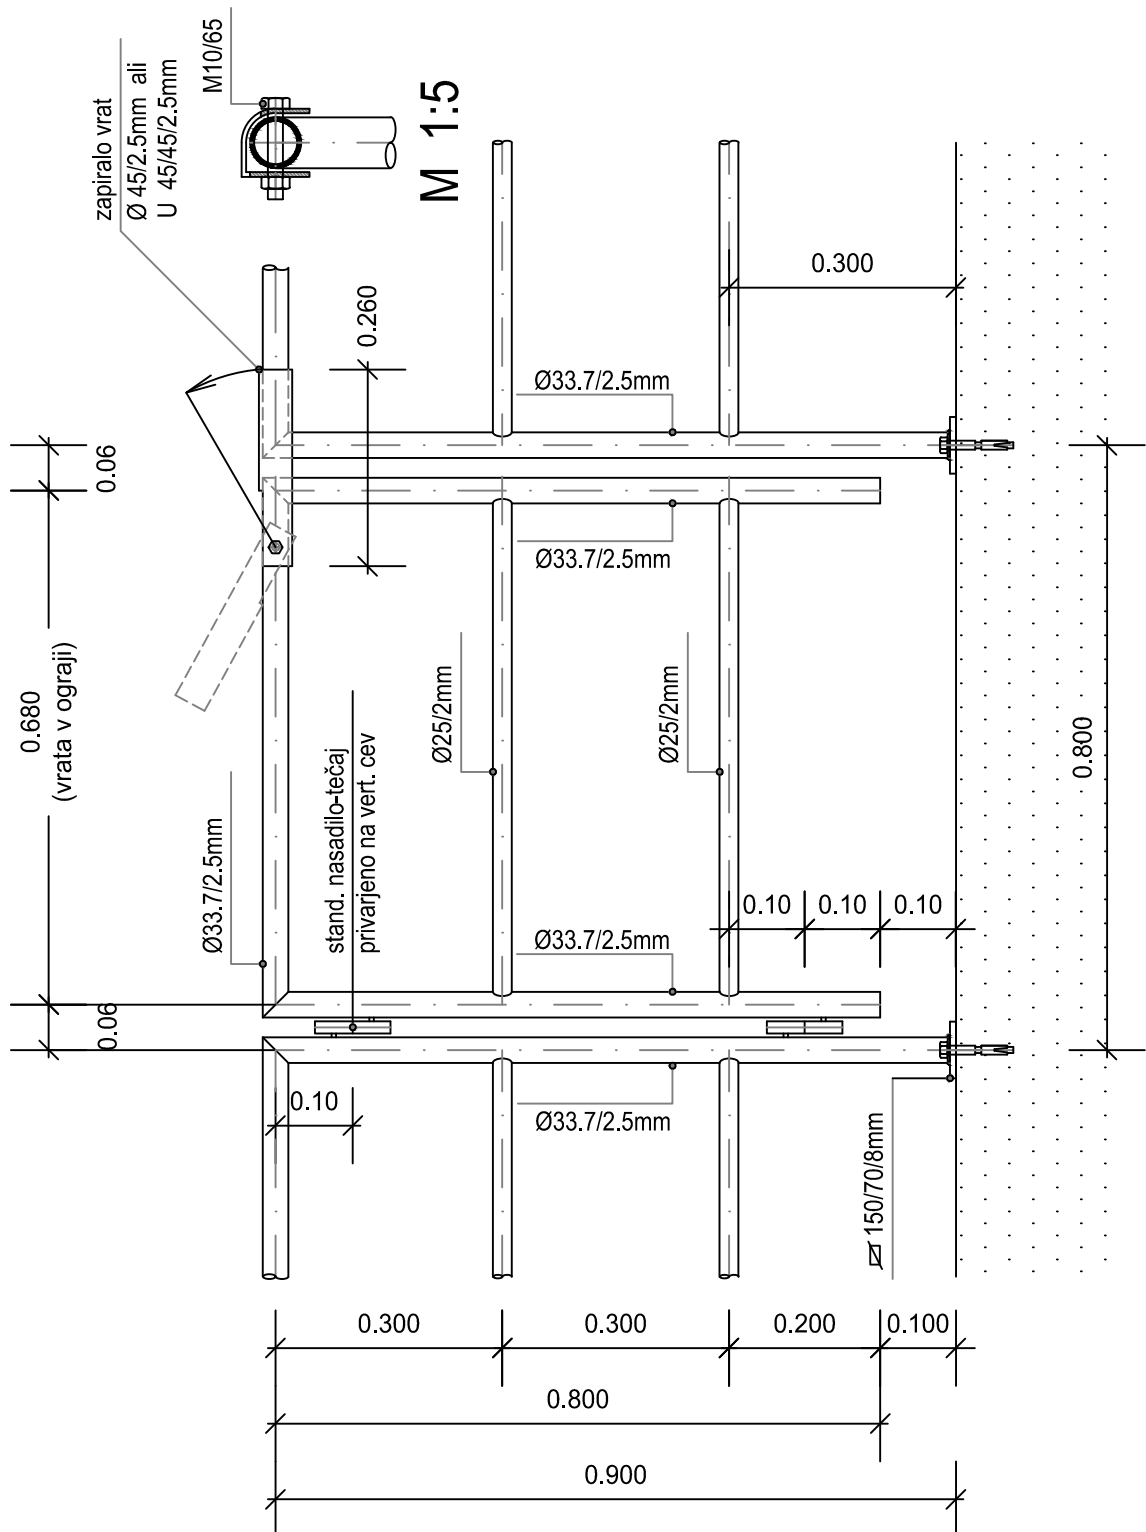 zapiralo vrat
Ø 45/2.5mm ali
U 45/45/2.5mm
M10/65
M 1:5
0.300
0.260
Ø33.7/2.5mm
0.06
Ø33.7/2.5mm
0.680
(vrata v ograji)
Ø25/2mm
Ø25/2mm
0.800
stand. nasadilo-tečaj
privarjeno na vert. cev
Ø33.7/2.5mm
0.10
0.10
0.10
Ø33.7/2.5mm
0.06
0.10
Ø33.7/2.5mm
150/70/8mm
0.300
0.300
0.200
0.100
0.800
0.900